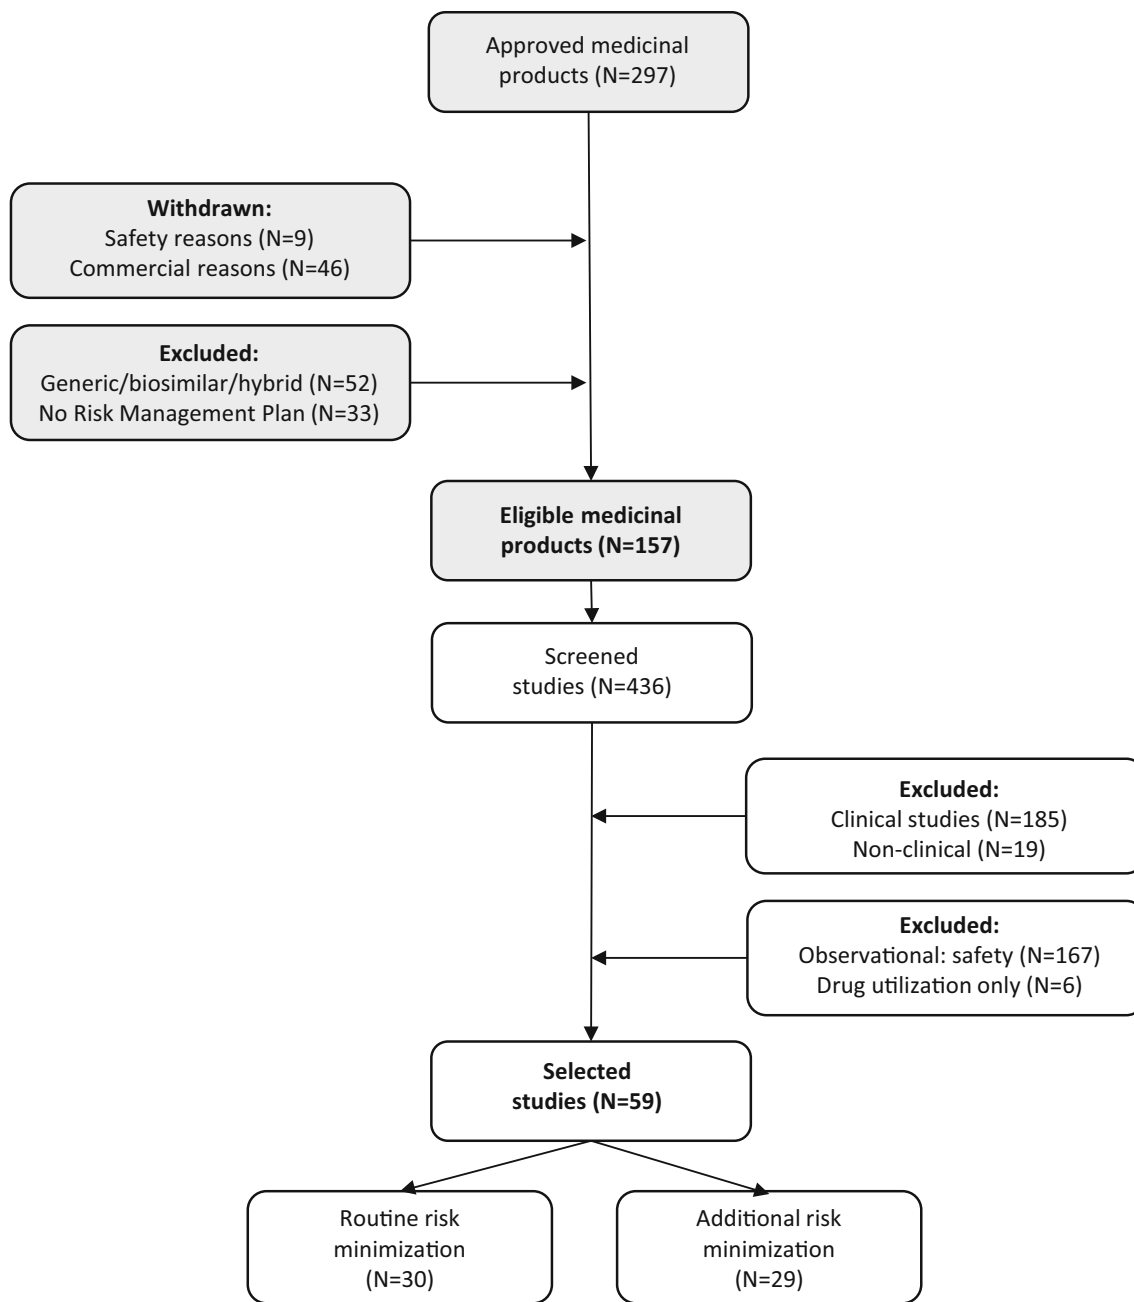 Approved medicinal
products (N=297)
Withdrawn:
Safety reasons (N=9)
Commercial reasons (N=46)
Excluded:
Generic/biosimilar/hybrid (N=52)
No Risk Management Plan (N=33)
Eligible medicinal
products (N=157)
Screened
studies (N=436)
Excluded:
Clinical studies (N=185)
Non-clinical (N=19)
Excluded:
Observational: safety (N=167)
Drug utilization only (N=6)
Selected
studies (N=59)
Routine risk
minimization
(N=30)
Additional risk
minimization
(N=29)